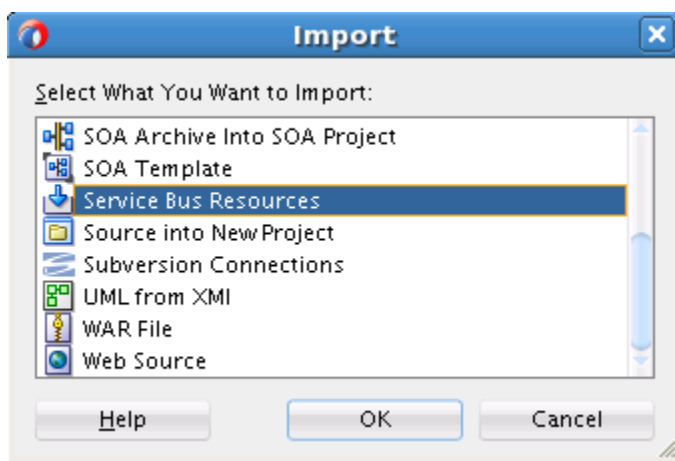 Import
Select What You Want to Import:
SOA Archive Into SOA Project
SOA Template
Service Bus Resources
Source into New Project
Subversion Connections
UML from XMI
WAR File
Web Source
Help
OK
Cancel